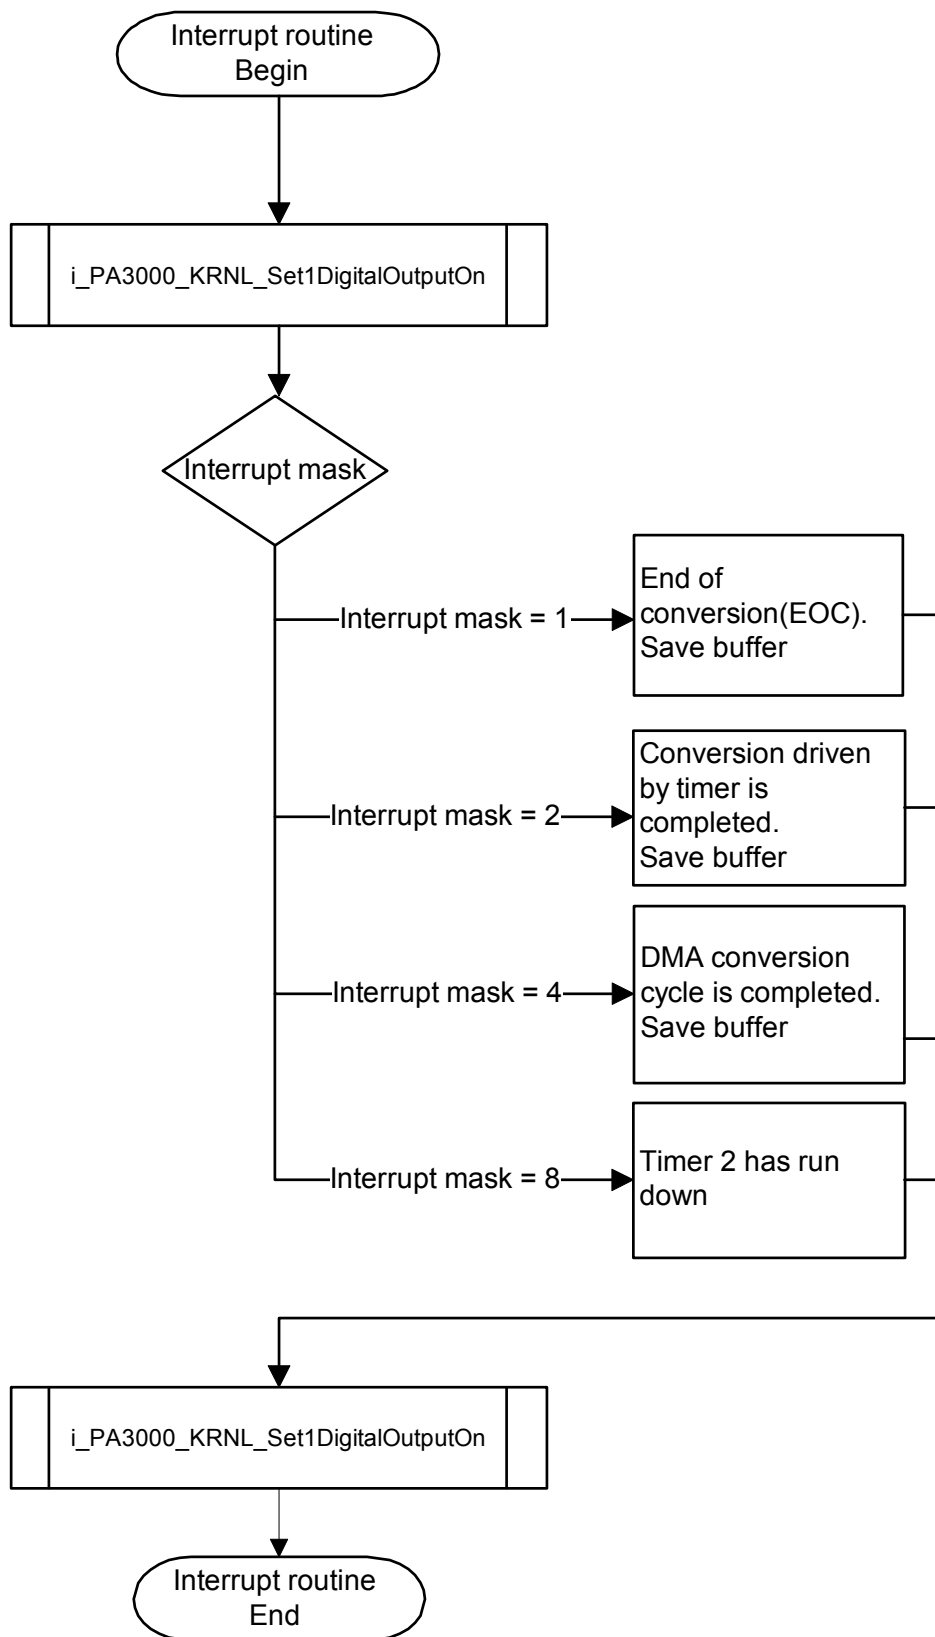 Interrupt routine
Begin
i_PA3000_KRNL_Set1DigitalOutputOn
Interrupt mask
Interrupt mask = 1
End of
conversion(EOC).
Save buffer
Interrupt mask = 2
Conversion driven
by timer is
completed.
Save buffer
Interrupt mask = 4
DMA conversion
cycle is completed.
Save buffer
Interrupt mask = 8
Timer 2 has run
down
i_PA3000_KRNL_Set1DigitalOutputOn
Interrupt routine
End